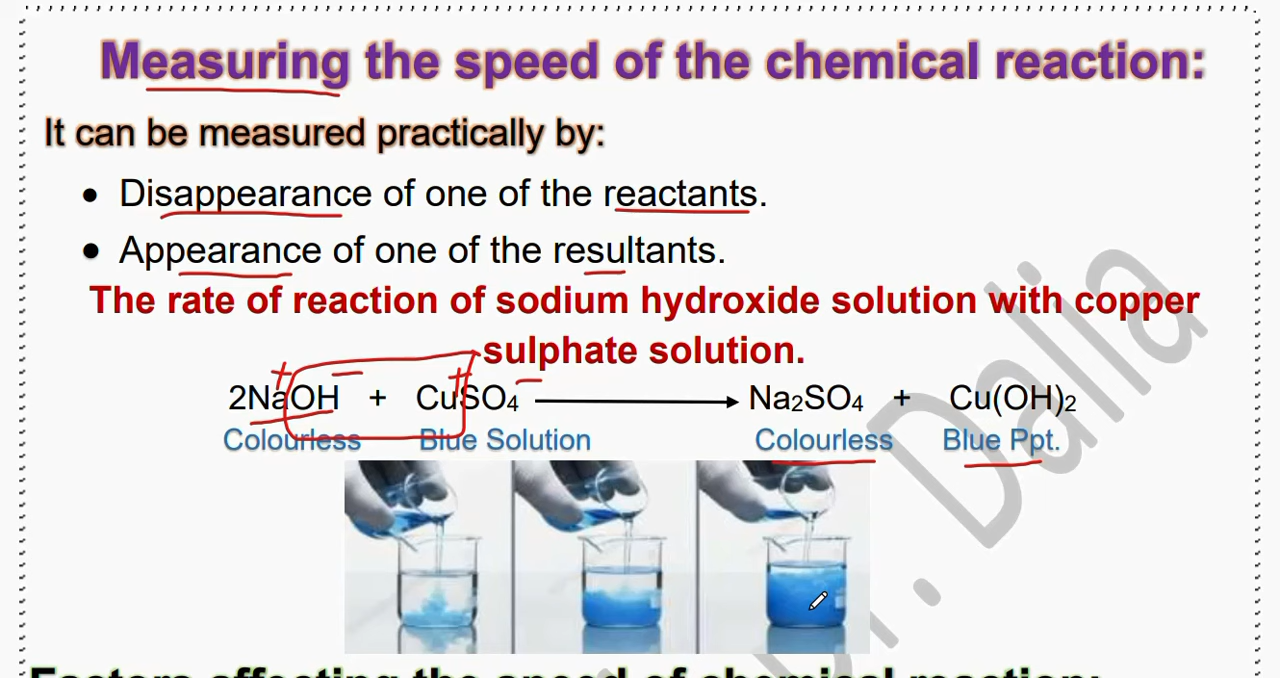 Measuring the speed of the chemical reaction:
It can be measured practically by:
• Disappearance of one of the reactants.
• Appearance of one of the resultants.
The rate of reaction of sodium hydroxide solution with copper
sulphate solution.
+ − + −
2NaOH + CuSO₄ ⟶ Na₂SO₄ + Cu(OH)₂
Colourless Blue Solution Colourless Blue Ppt.
Factors affecting the speed of chemical reaction:
Dr. Dalia